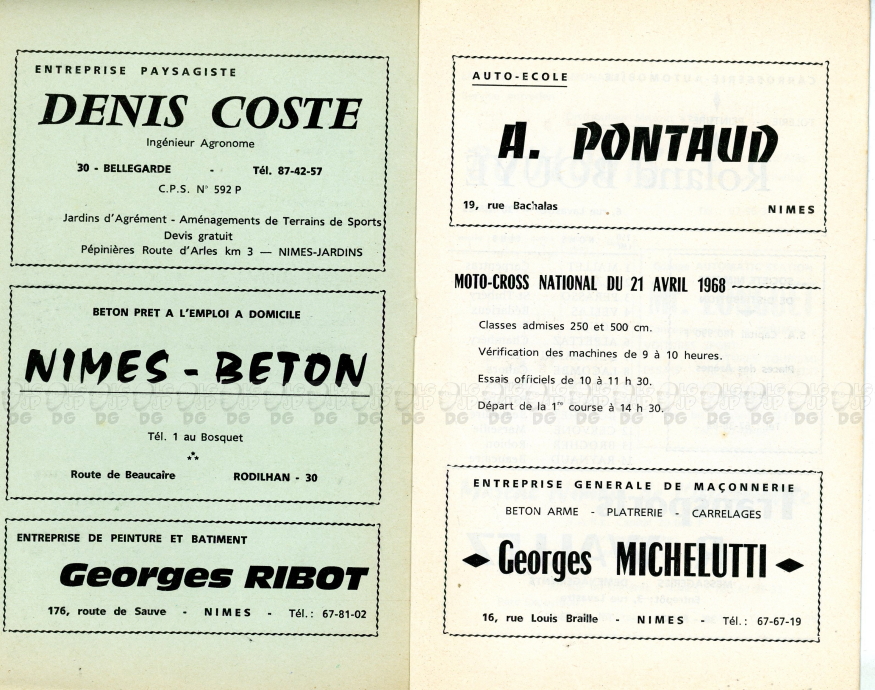 ENTREPRISE PAYSAGISTE
DENIS COSTE
Ingénieur Agronome
30 - BELLEGARDE - Tél. 87-42-57
C.P.S. N° 592 P
Jardins d'Agrément - Aménagements de Terrains de Sports
Devis gratuit
Pépinières Route d'Arles km 3 — NIMES-JARDINS
BETON PRET A L'EMPLOI A DOMICILE
NIMES - BETON
Tél. 1 au Bosquet
Route de Beaucaire RODILHAN - 30
ENTREPRISE DE PEINTURE ET BATIMENT
Georges RIBOT
176, route de Sauve - NIMES - Tél. : 67-81-02
AUTO-ECOLE
A. PONTAUD
19, rue Bachalas NIMES
MOTO-CROSS NATIONAL DU 21 AVRIL 1968
Classes admises 250 et 500 cm.
Vérification des machines de 9 à 10 heures.
Essais officiels de 10 à 11 h 30.
Départ de la 1re course à 14 h 30.
ENTREPRISE GENERALE DE MAÇONNERIE
BETON ARME - PLATRERIE - CARRELAGES
Georges MICHELUTTI
16, rue Louis Braille - NIMES - Tél. : 67-67-19